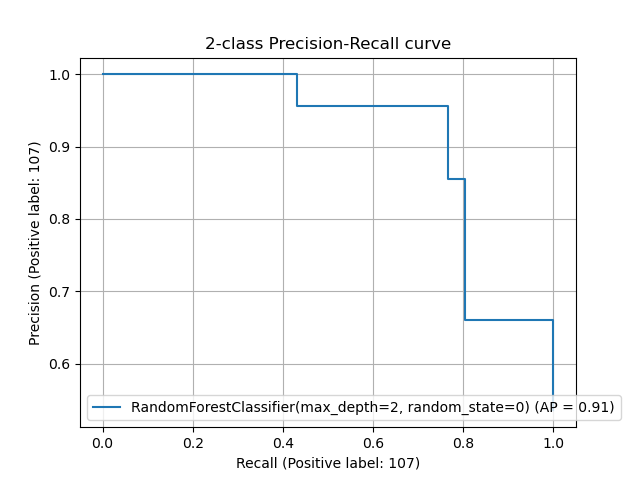 2-class Precision-Recall curve
1.0
0.9
0.8
0.7
0.6
Precision (Positive label: 107)
RandomForestClassifier(max_depth=2, random_state=0) (AP = 0.91)
0.0 0.2 0.4 0.6 0.8 1.0
Recall (Positive label: 107)